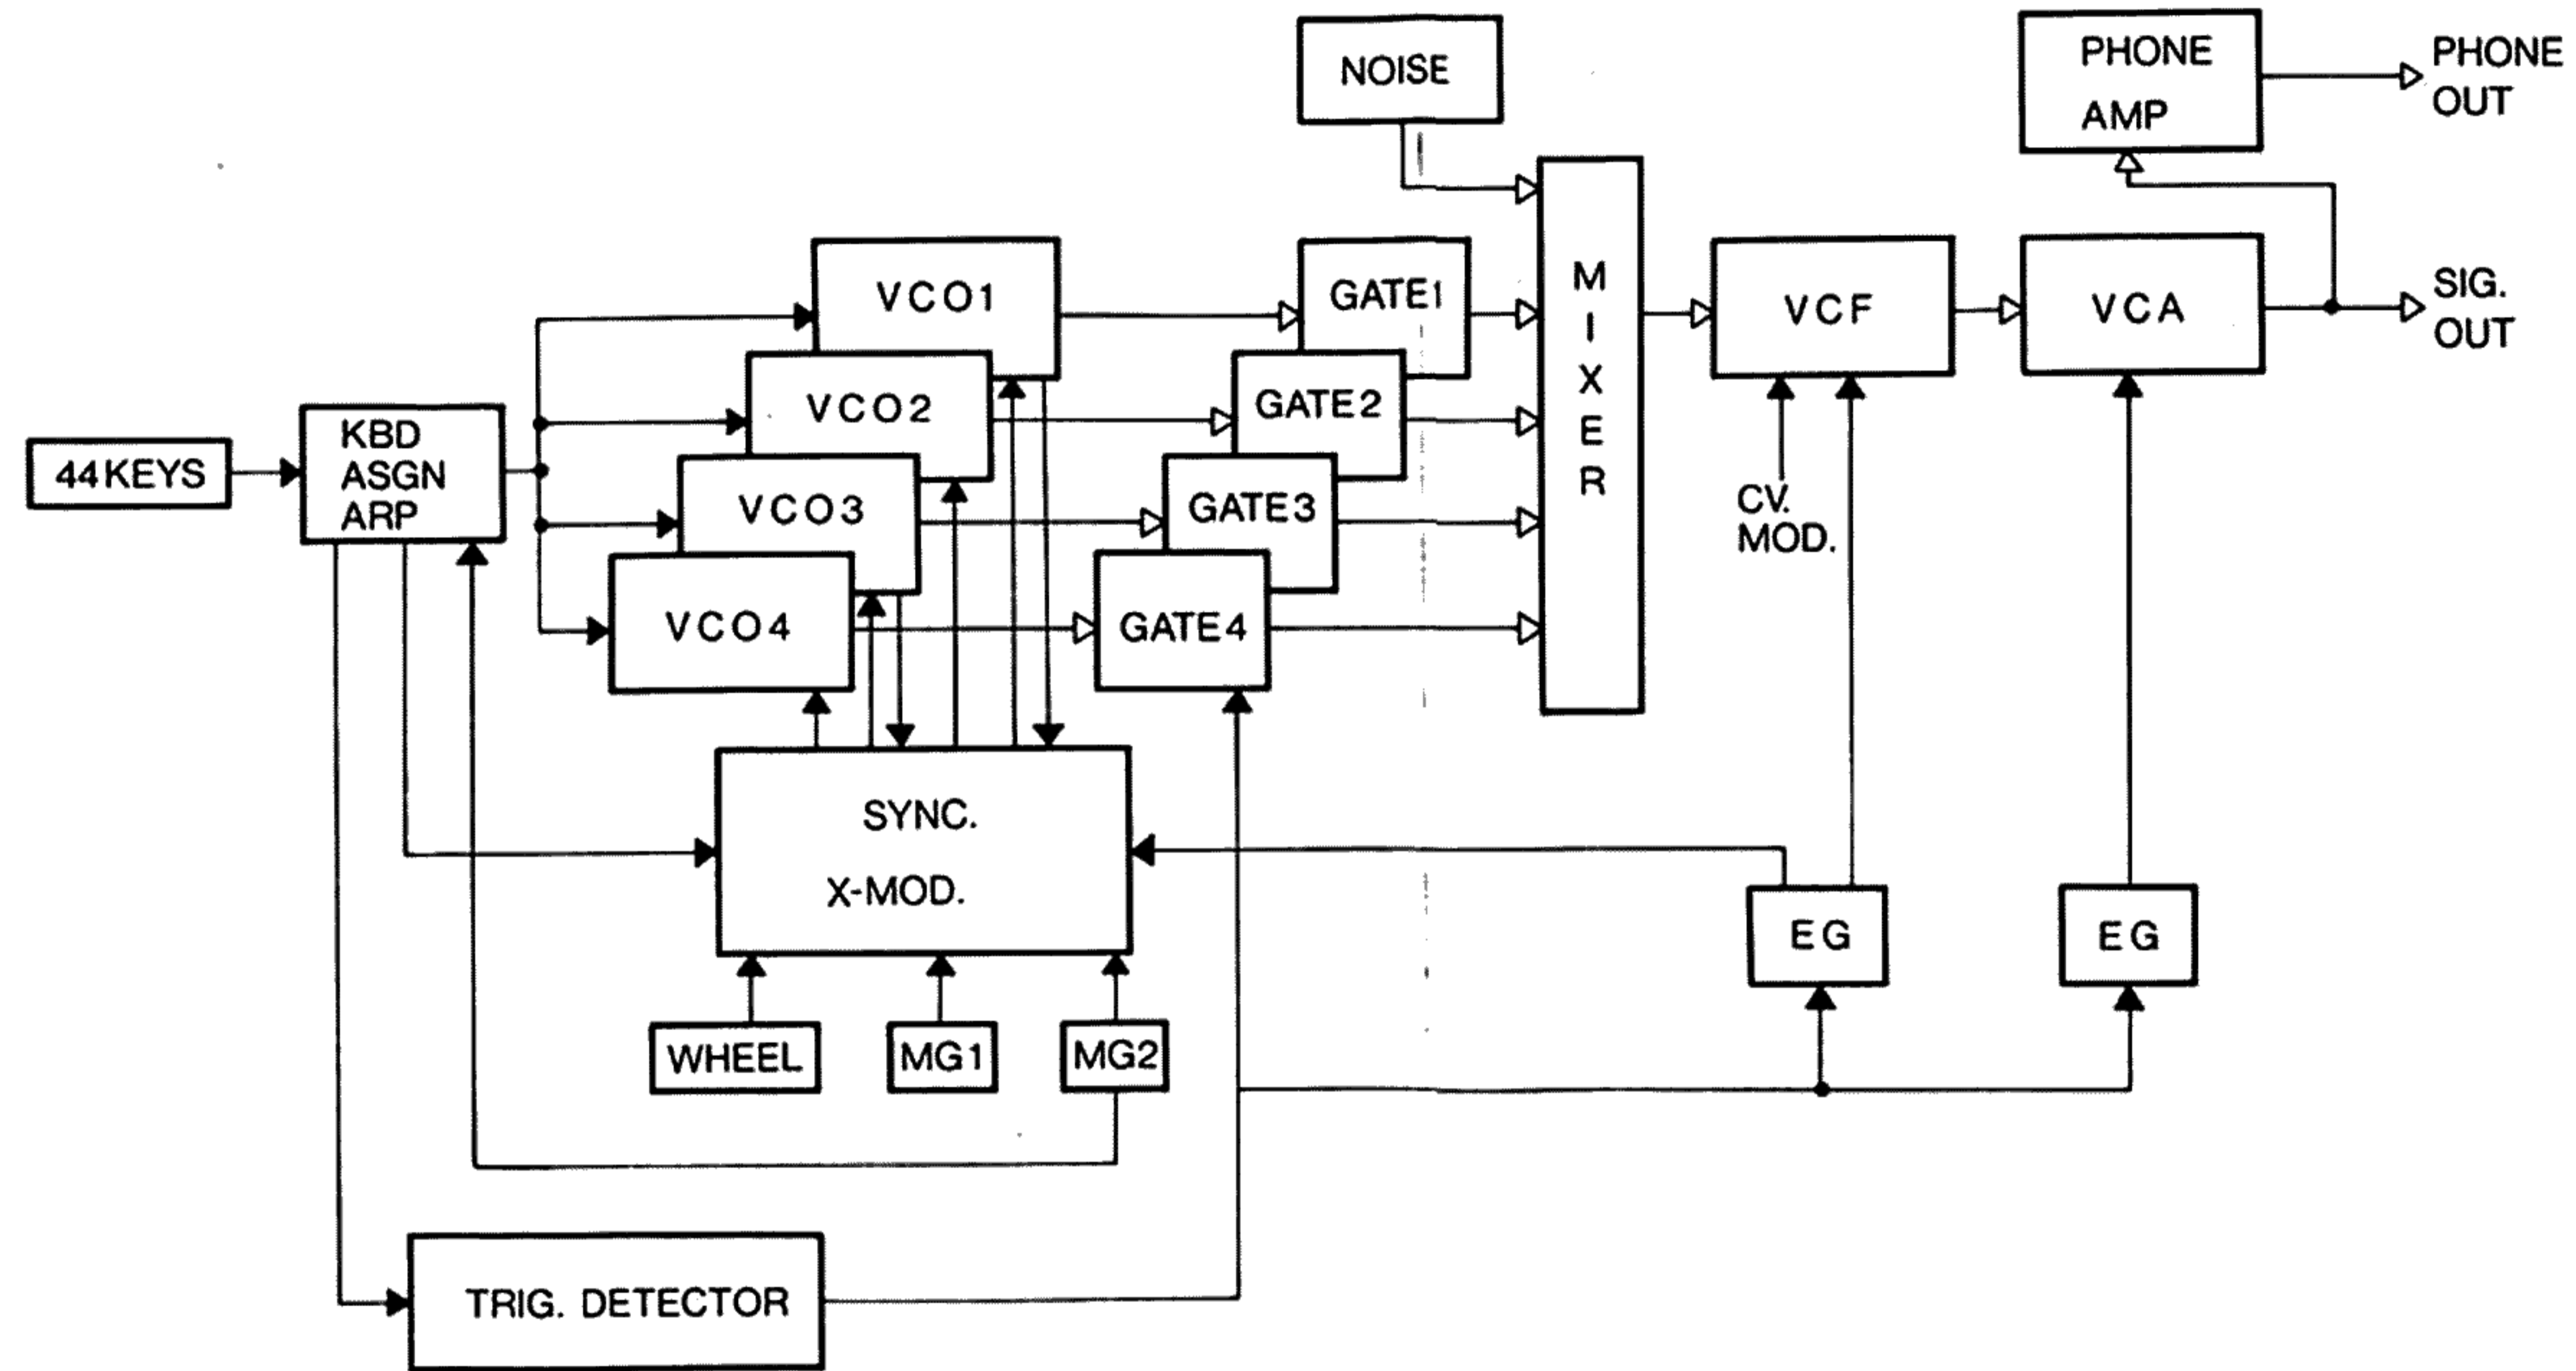 NOISE
PHONE
AMP
PHONE
OUT
VCO1
GATE1
MIXER
VCF
VCA
SIG.
OUT
VCO2
GATE2
44KEYS
KBD
ASGN
ARP
VCO3
GATE3
CV.
MOD.
VCO4
GATE4
SYNC.
X-MOD.
EG
EG
WHEEL
MG1
MG2
TRIG. DETECTOR